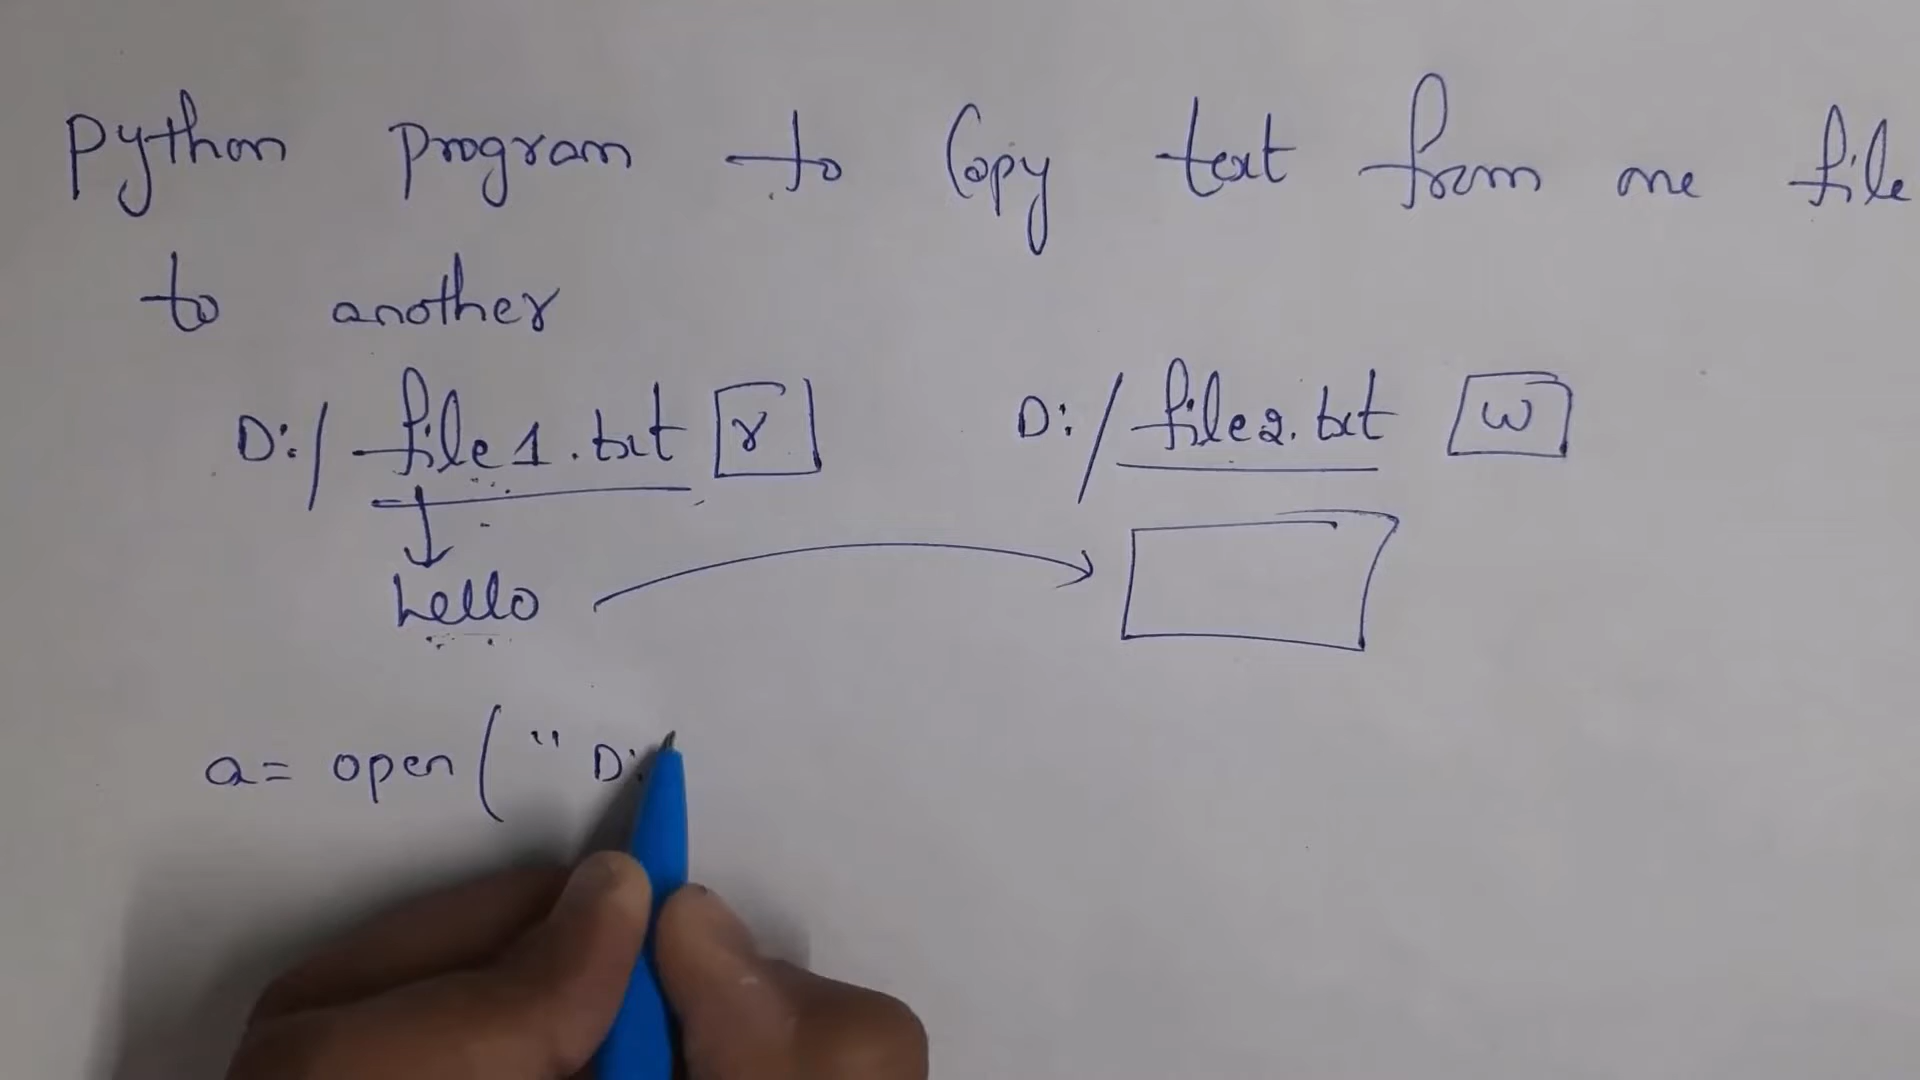 Python program to Copy text from one file
to another
D:/ file1.txt r D:/ file2.txt w
hello
a= open( " D: